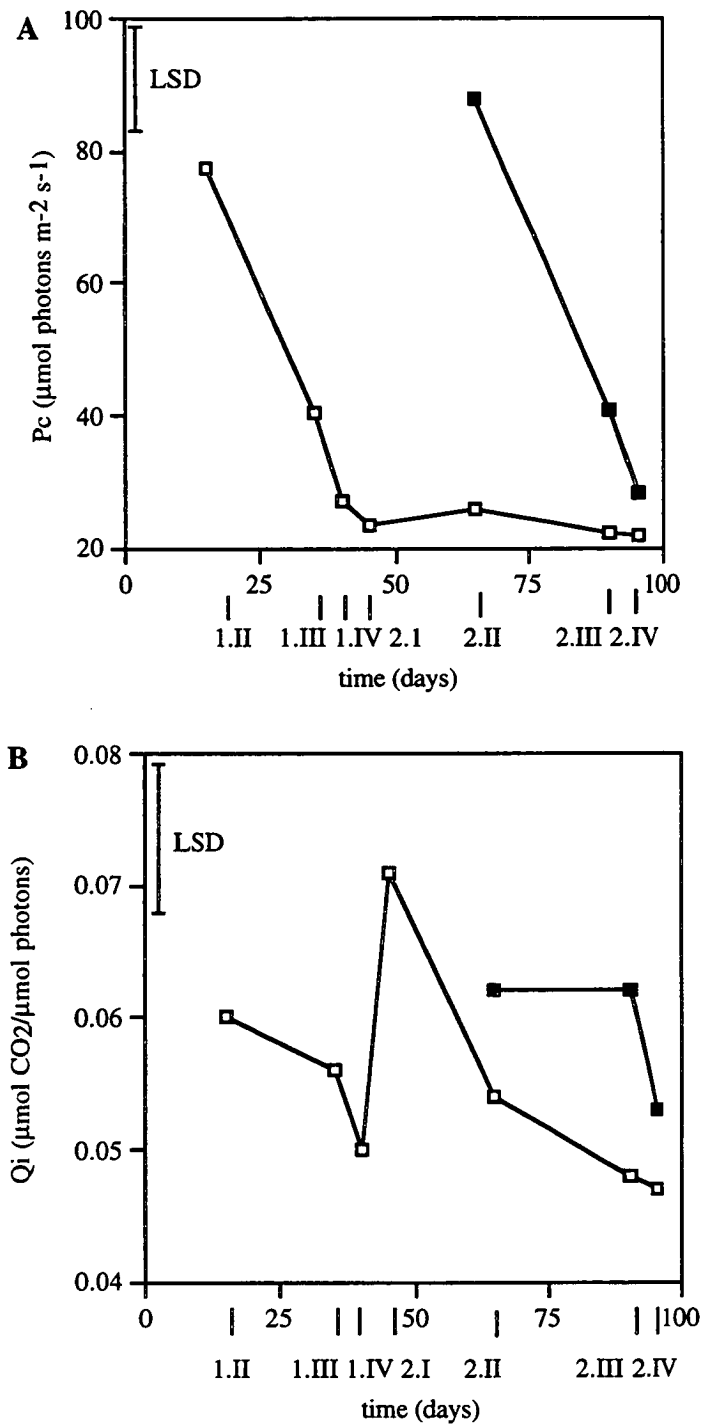 A
100
80
60
40
20
LSD
Pc (µmol photons m-2 s-1)
0 25 50 75 100
1.II 1.III 1.IV 2.1 2.II 2.III 2.IV
time (days)
B
0.08
0.07
0.06
0.05
0.04
LSD
Qi (µmol CO2/µmol photons)
0 25 50 75 100
1.II 1.III 1.IV 2.I 2.II 2.III 2.IV
time (days)